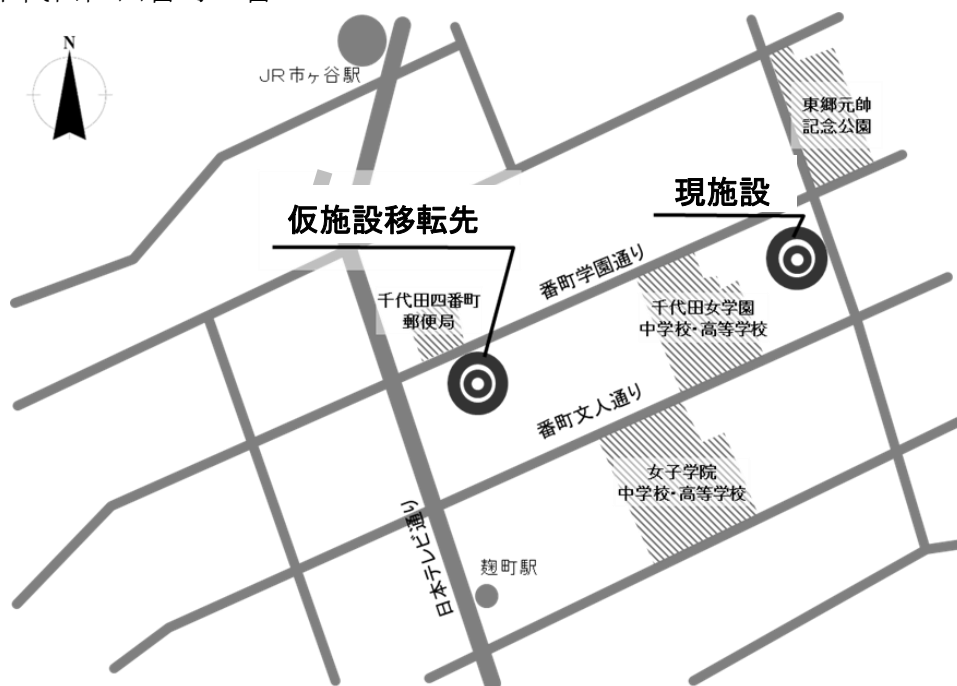 N
JR市ヶ谷駅
東郷元帥
記念公園
現施設
仮施設移転先
番町学園通り
千代田四番町
郵便局
千代田女学園
中学校・高等学校
番町文人通り
女子学院
中学校・高等学校
日本テレビ通り
麹町駅